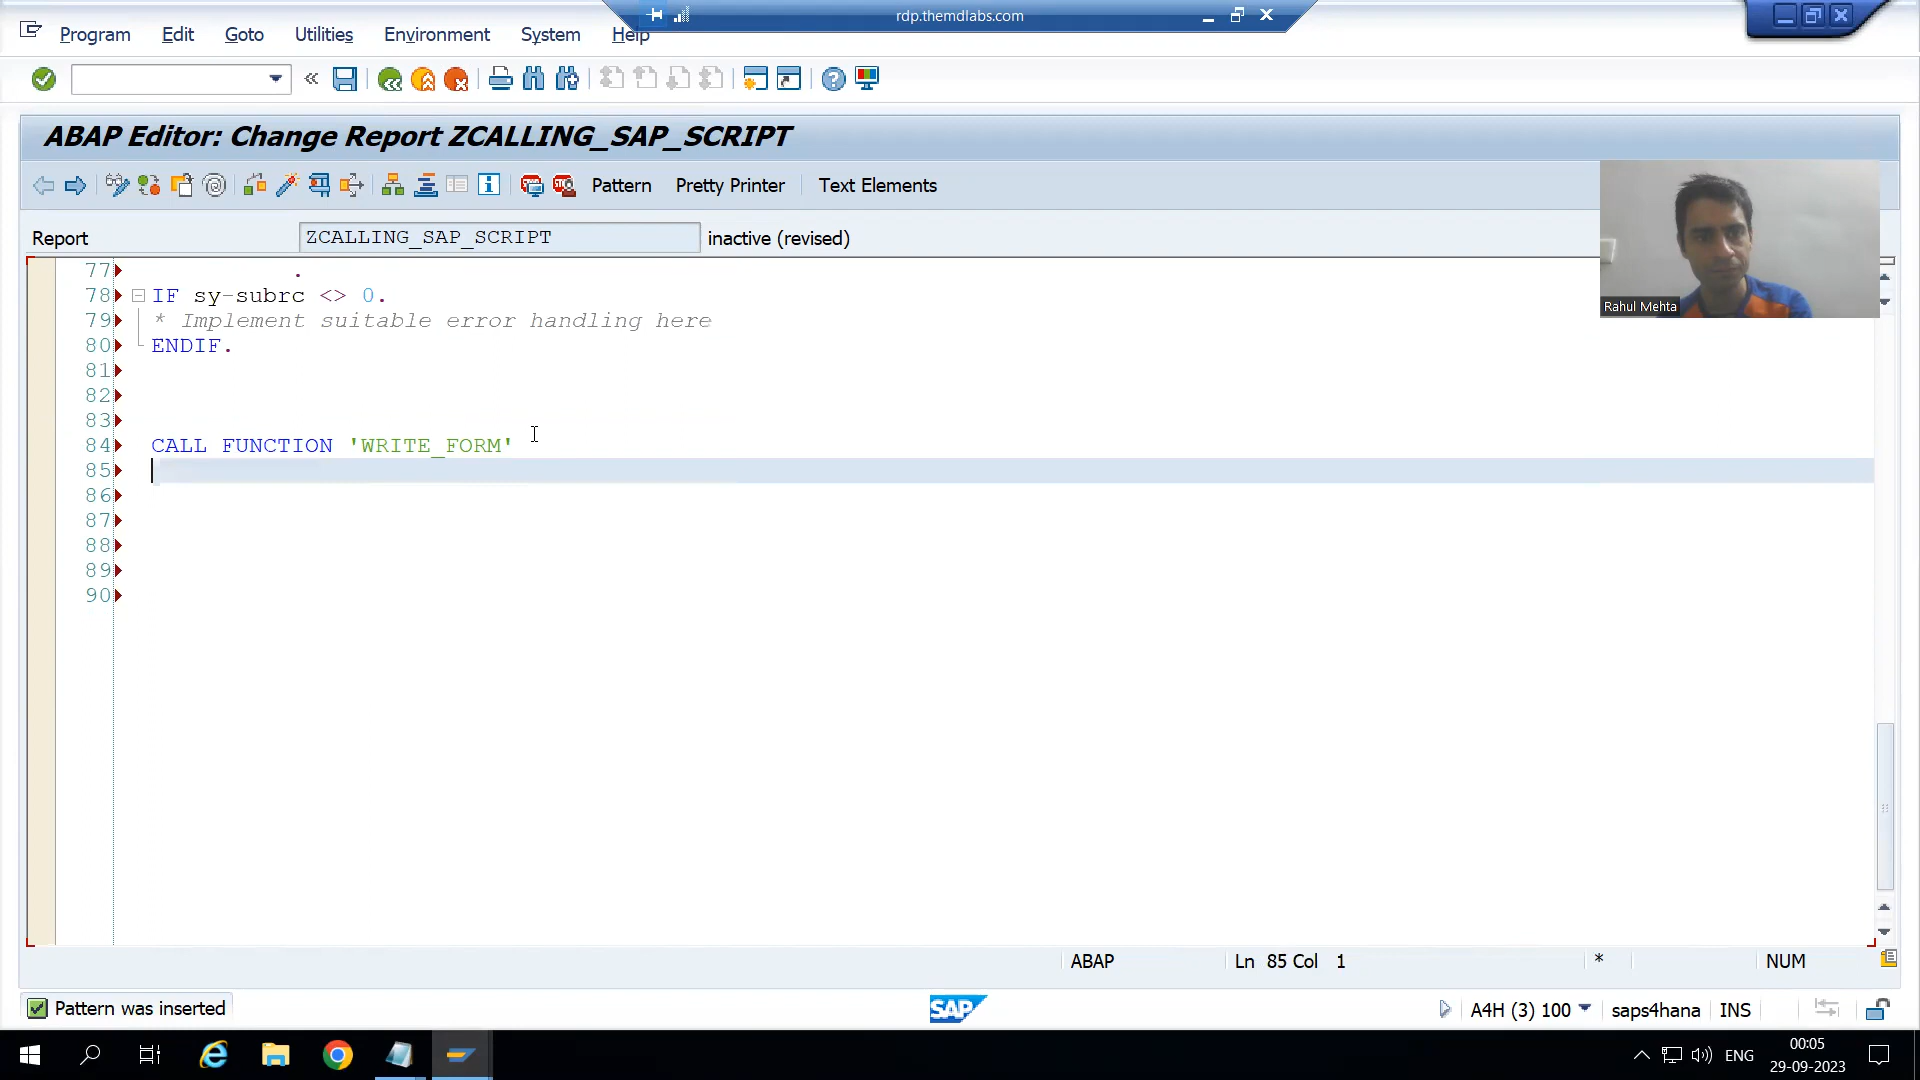 rdp.themdlabs.com
Program Edit Goto Utilities Environment System Help
ABAP Editor: Change Report ZCALLING_SAP_SCRIPT
Pattern Pretty Printer Text Elements
Report ZCALLING_SAP_SCRIPT inactive (revised)
Rahul Mehta
77 .
78 IF sy-subrc <> 0.
79 * Implement suitable error handling here
80 ENDIF.
81
82
83
84 CALL FUNCTION 'WRITE_FORM'
85
86
87
88
89
90
ABAP Ln 85 Col 1 * NUM
Pattern was inserted SAP A4H (3) 100 saps4hana INS
ENG 00:05
29-09-2023